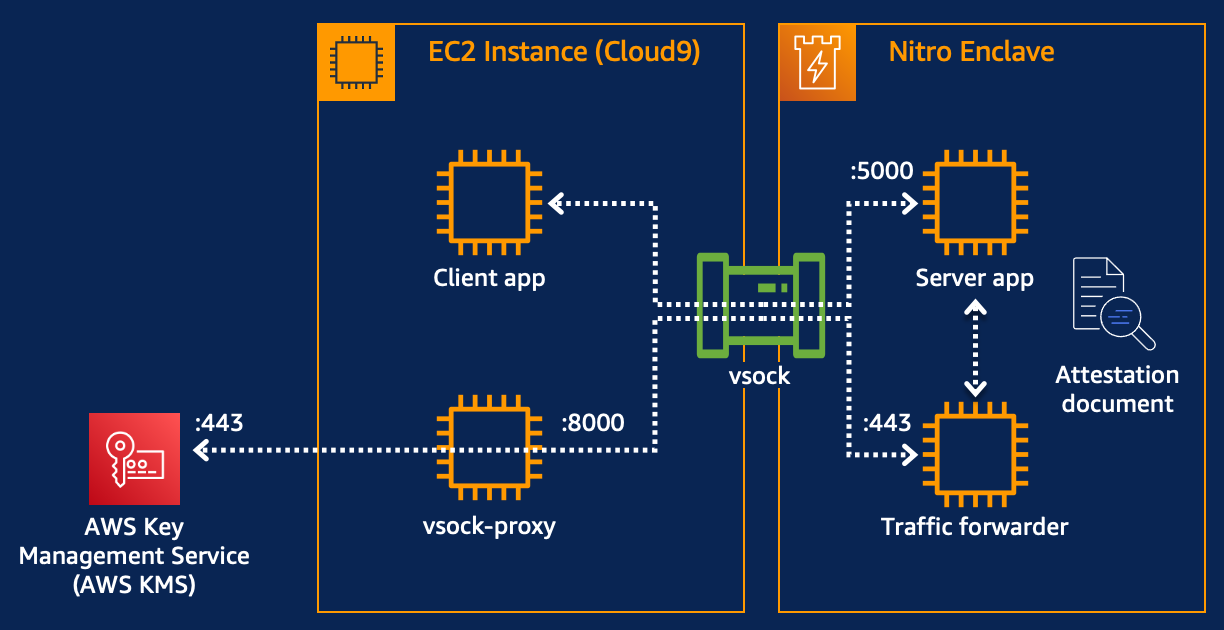 EC2 Instance (Cloud9)
Nitro Enclave
:5000
Client app
Server app
vsock
Attestation
document
:443
:8000
:443
AWS Key
Management Service
(AWS KMS)
vsock-proxy
Traffic forwarder